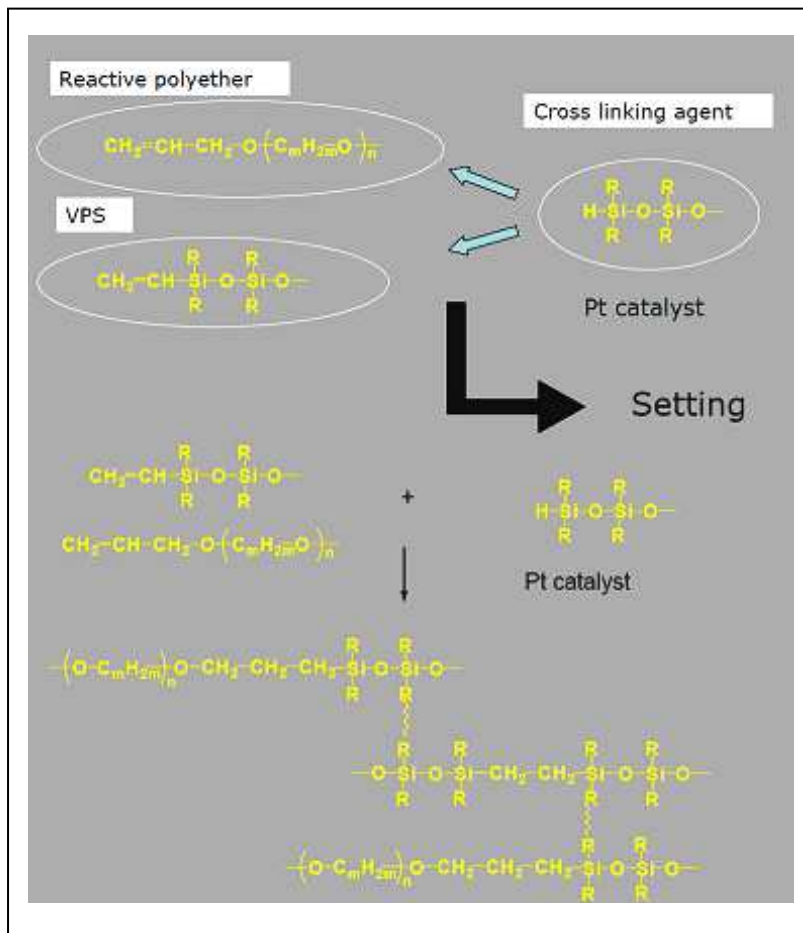 Reactive polyether
CH2=CH-CH2-O-(CmH2mO)n-
Cross linking agent
R R
H-Si-O-Si-O-
R R
VPS
R R
CH2-CH-Si-O-Si-O-
R R
Pt catalyst
Setting
R R
CH2-CH-Si-O-Si-O-
R R
+
R R
H-Si-O-Si-O-
R R
CH2-CH-CH2-O-(CmH2mO)n-
Pt catalyst
R R
-(O-CmH2m)n-O-CH2-CH2-CH2-Si-O-Si-O-
R R
R R R R
-O-Si-O-Si-CH2-CH2-Si-O-Si-O-
R R R R
R R
-(O-CmH2m)n-O-CH2-CH2-CH2-Si-O-Si-O-
R R